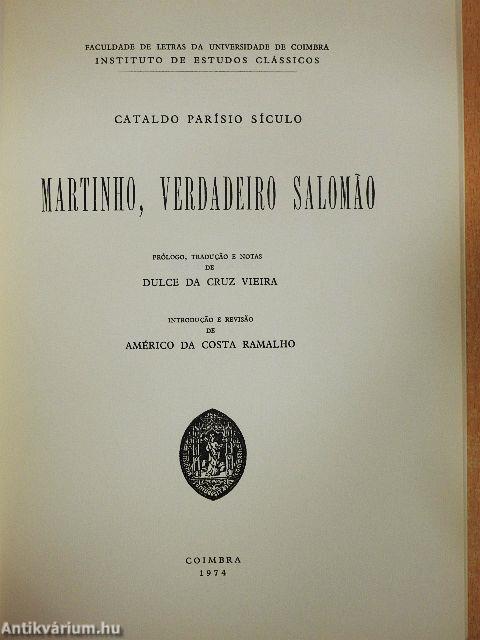 FACULDADE DE LETRAS DA UNIVERSIDADE DE COIMBRA
INSTITUTO DE ESTUDOS CLÁSSICOS
CATALDO PARÍSIO SÍCULO
MARTINHO, VERDADEIRO SALOMÃO
PRÓLOGO, TRADUÇÃO E NOTAS
DE
DULCE DA CRUZ VIEIRA
INTRODUÇÃO E REVISÃO
DE
AMÉRICO DA COSTA RAMALHO
COIMBRA
1974
Antikvárium.hu